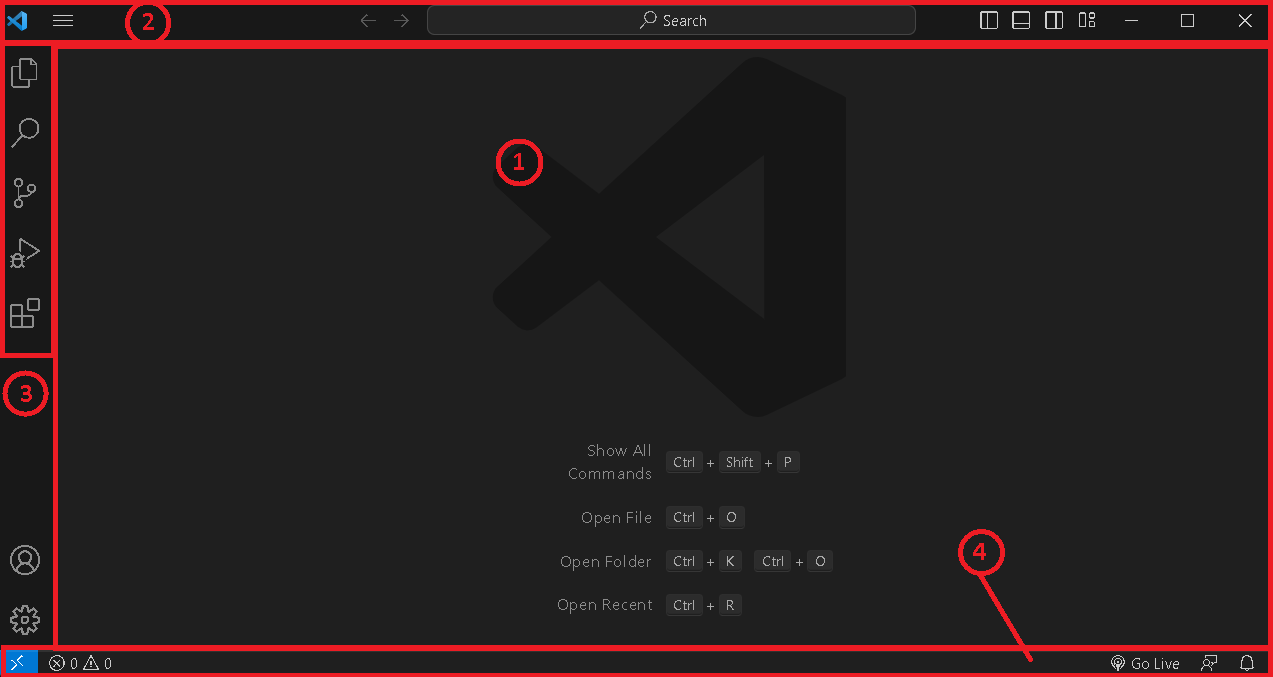 2
Search
1
3
Show All
Commands
Ctrl + Shift + P
Open File Ctrl + O
Open Folder Ctrl + K Ctrl + O
Open Recent Ctrl + R
4
0 0
Go Live